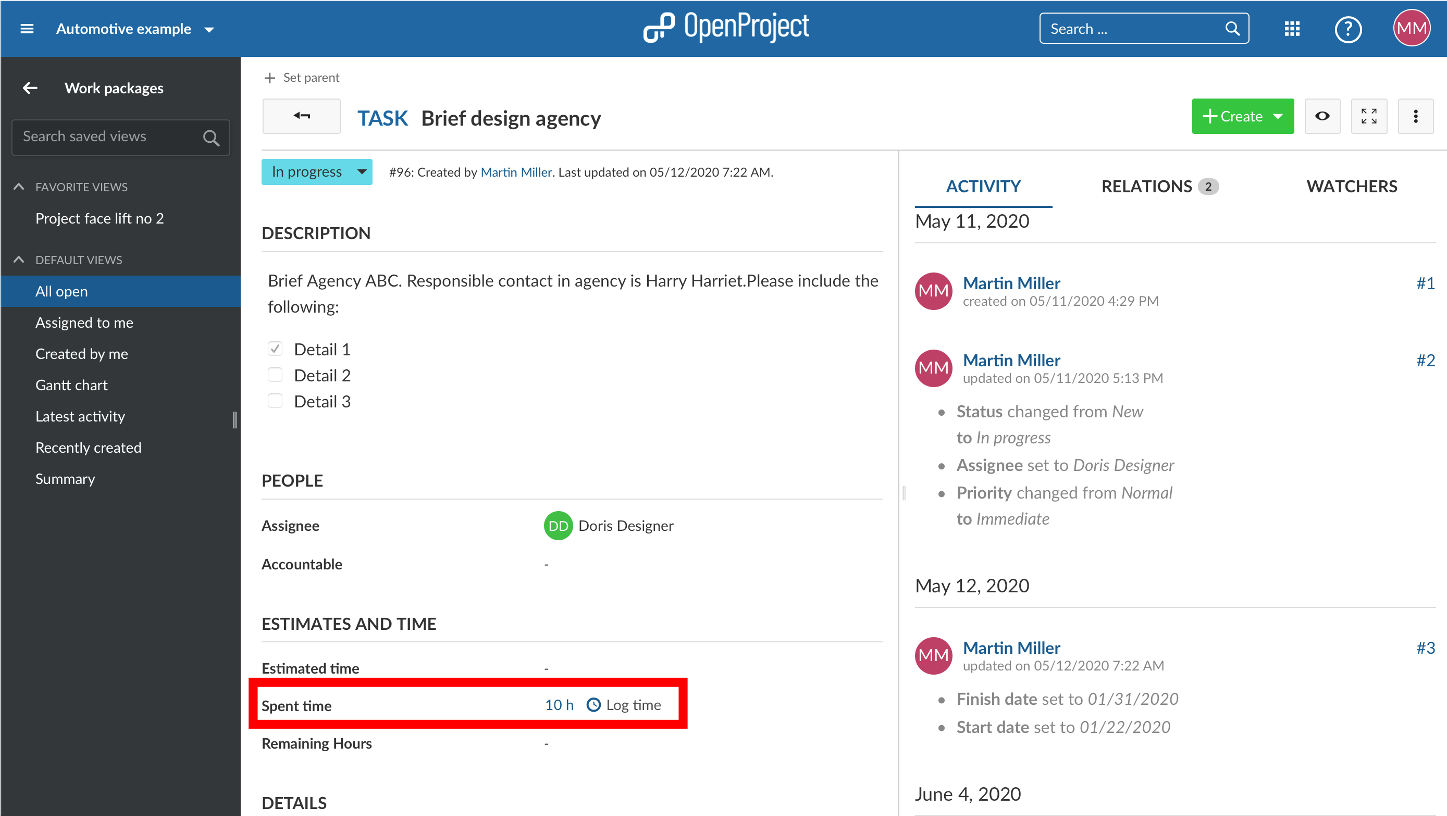 Automotive example
OpenProject
Search ...
?
MM
Work packages
Search saved views
FAVORITE VIEWS
Project face lift no 2
DEFAULT VIEWS
All open
Assigned to me
Created by me
Gantt chart
Latest activity
Recently created
Summary
+ Set parent
TASK Brief design agency
+ Create
In progress
#96: Created by Martin Miller. Last updated on 05/12/2020 7:22 AM.
DESCRIPTION
Brief Agency ABC. Responsible contact in agency is Harry Harriet.Please include the
following:
Detail 1
Detail 2
Detail 3
PEOPLE
Assignee DD Doris Designer
Accountable -
ESTIMATES AND TIME
Estimated time -
Spent time 10 h Log time
Remaining Hours -
DETAILS
ACTIVITY RELATIONS 2 WATCHERS
May 11, 2020
MM Martin Miller #1
created on 05/11/2020 4:29 PM
MM Martin Miller #2
updated on 05/11/2020 5:13 PM
• Status changed from New
to In progress
• Assignee set to Doris Designer
• Priority changed from Normal
to Immediate
May 12, 2020
MM Martin Miller #3
updated on 05/12/2020 7:22 AM
• Finish date set to 01/31/2020
• Start date set to 01/22/2020
June 4, 2020